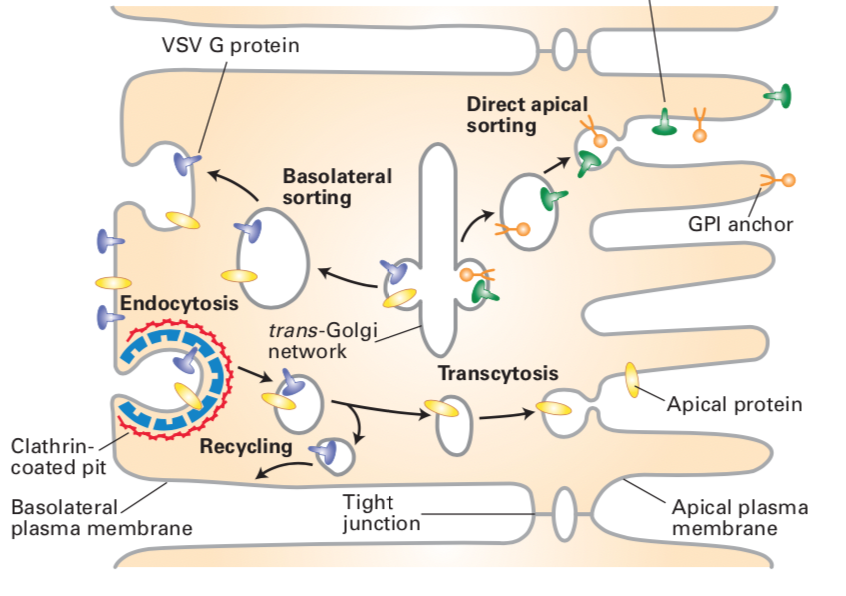 VSV G protein
Direct apical
sorting
Basolateral
sorting
GPI anchor
Endocytosis
trans-Golgi
network
Transcytosis
Apical protein
Clathrin-
coated pit
Recycling
Basolateral
plasma membrane
Tight
junction
Apical plasma
membrane